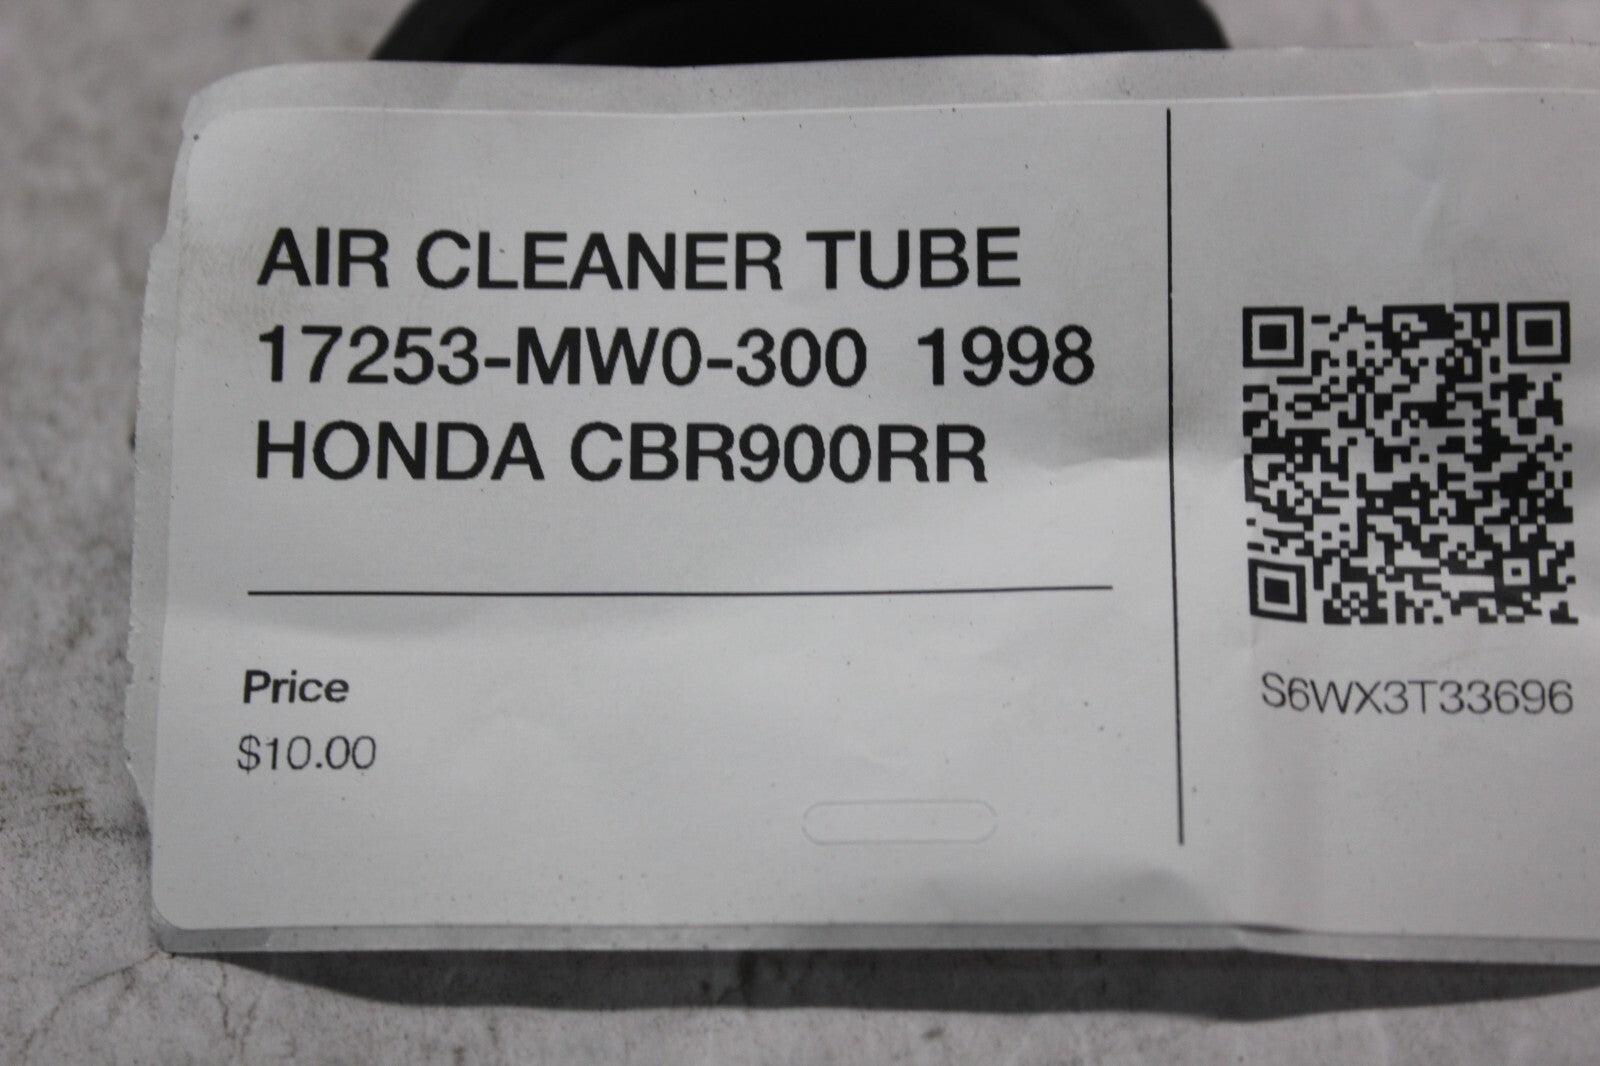 AIR CLEANER TUBE
17253-MW0-300 1998
HONDA CBR900RR
Price
$10.00
S6WX3T33696